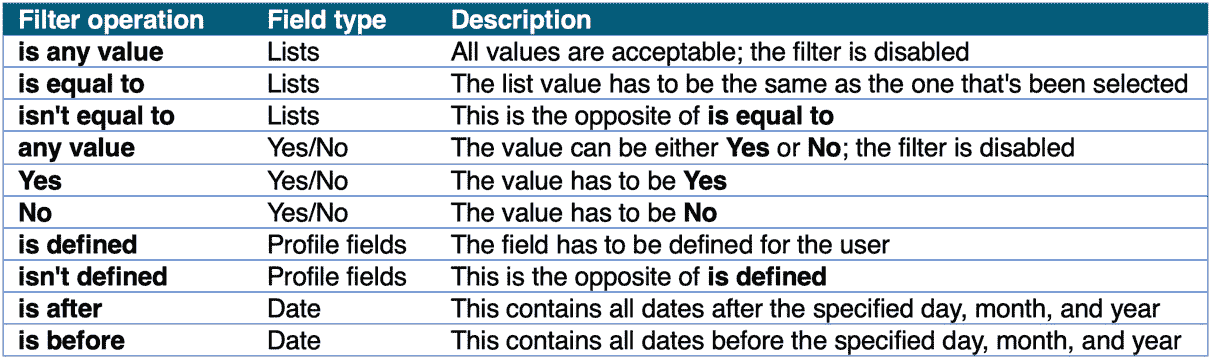 Filter operation Field type Description
is any value Lists All values are acceptable; the filter is disabled
is equal to Lists The list value has to be the same as the one that's been selected
isn't equal to Lists This is the opposite of is equal to
any value Yes/No The value can be either Yes or No; the filter is disabled
Yes Yes/No The value has to be Yes
No Yes/No The value has to be No
is defined Profile fields The field has to be defined for the user
isn't defined Profile fields This is the opposite of is defined
is after Date This contains all dates after the specified day, month, and year
is before Date This contains all dates before the specified day, month, and year